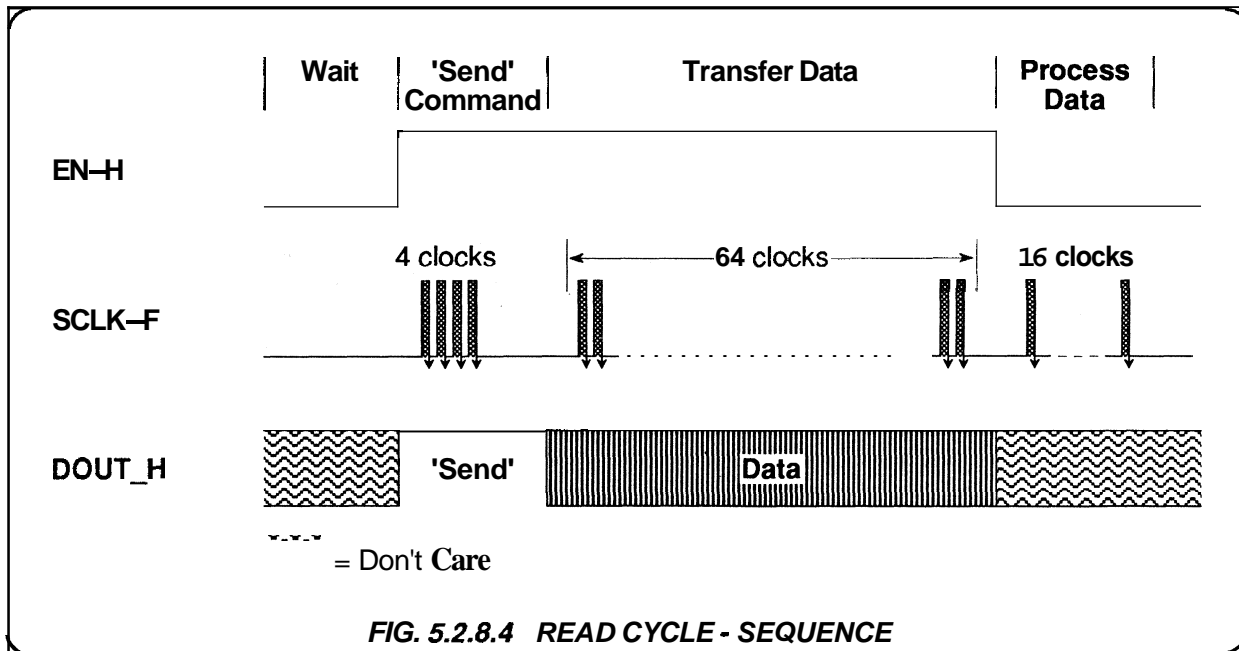 Wait 'Send' Command Transfer Data Process Data
EN–H
4 clocks 64 clocks 16 clocks
SCLK–F
DOUT_H 'Send' Data
= Don't Care
FIG. 5.2.8.4 READ CYCLE - SEQUENCE